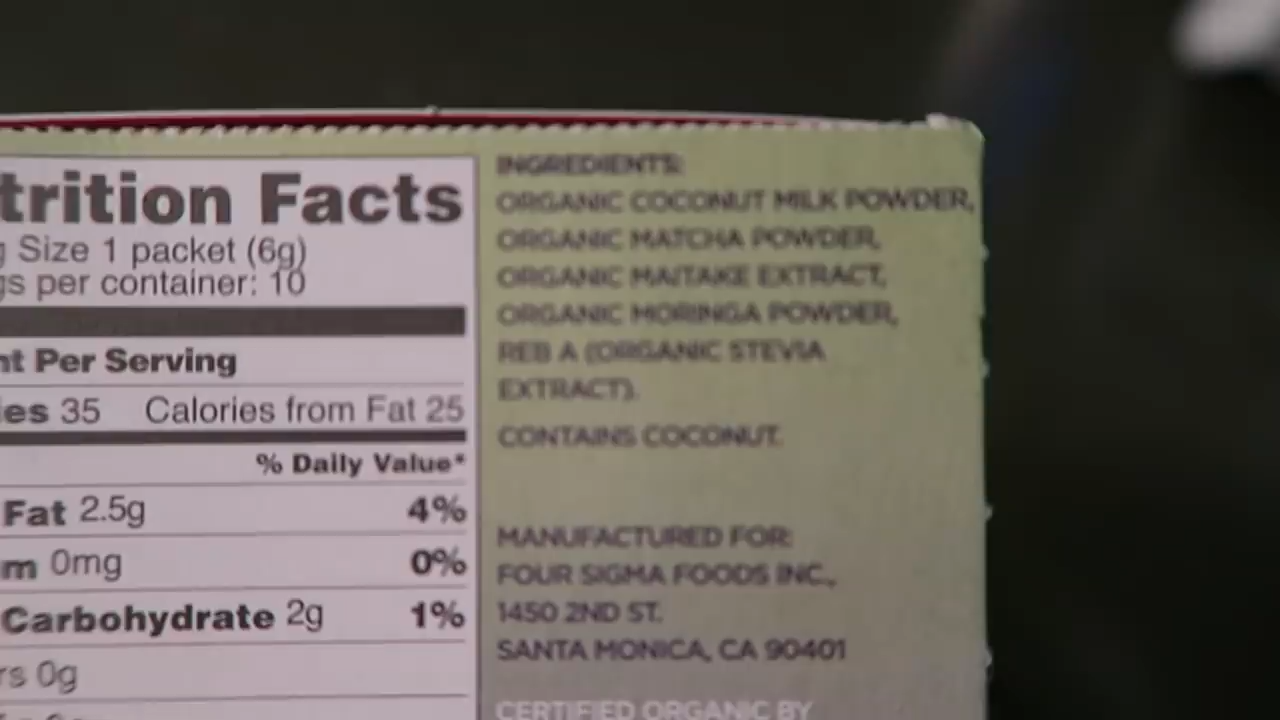 trition Facts
g Size 1 packet (6g)
gs per container: 10
nt Per Serving
ies 35 Calories from Fat 25
% Daily Value*
Fat 2.5g 4%
m 0mg 0%
Carbohydrate 2g 1%
rs 0g
INGREDIENTS:
ORGANIC COCONUT MILK POWDER,
ORGANIC MATCHA POWDER,
ORGANIC MAITAKE EXTRACT,
ORGANIC MORINGA POWDER,
REB A (ORGANIC STEVIA
EXTRACT).
CONTAINS COCONUT.
MANUFACTURED FOR:
FOUR SIGMA FOODS INC.,
1450 2ND ST.
SANTA MONICA, CA 90401
CERTIFIED ORGANIC BY